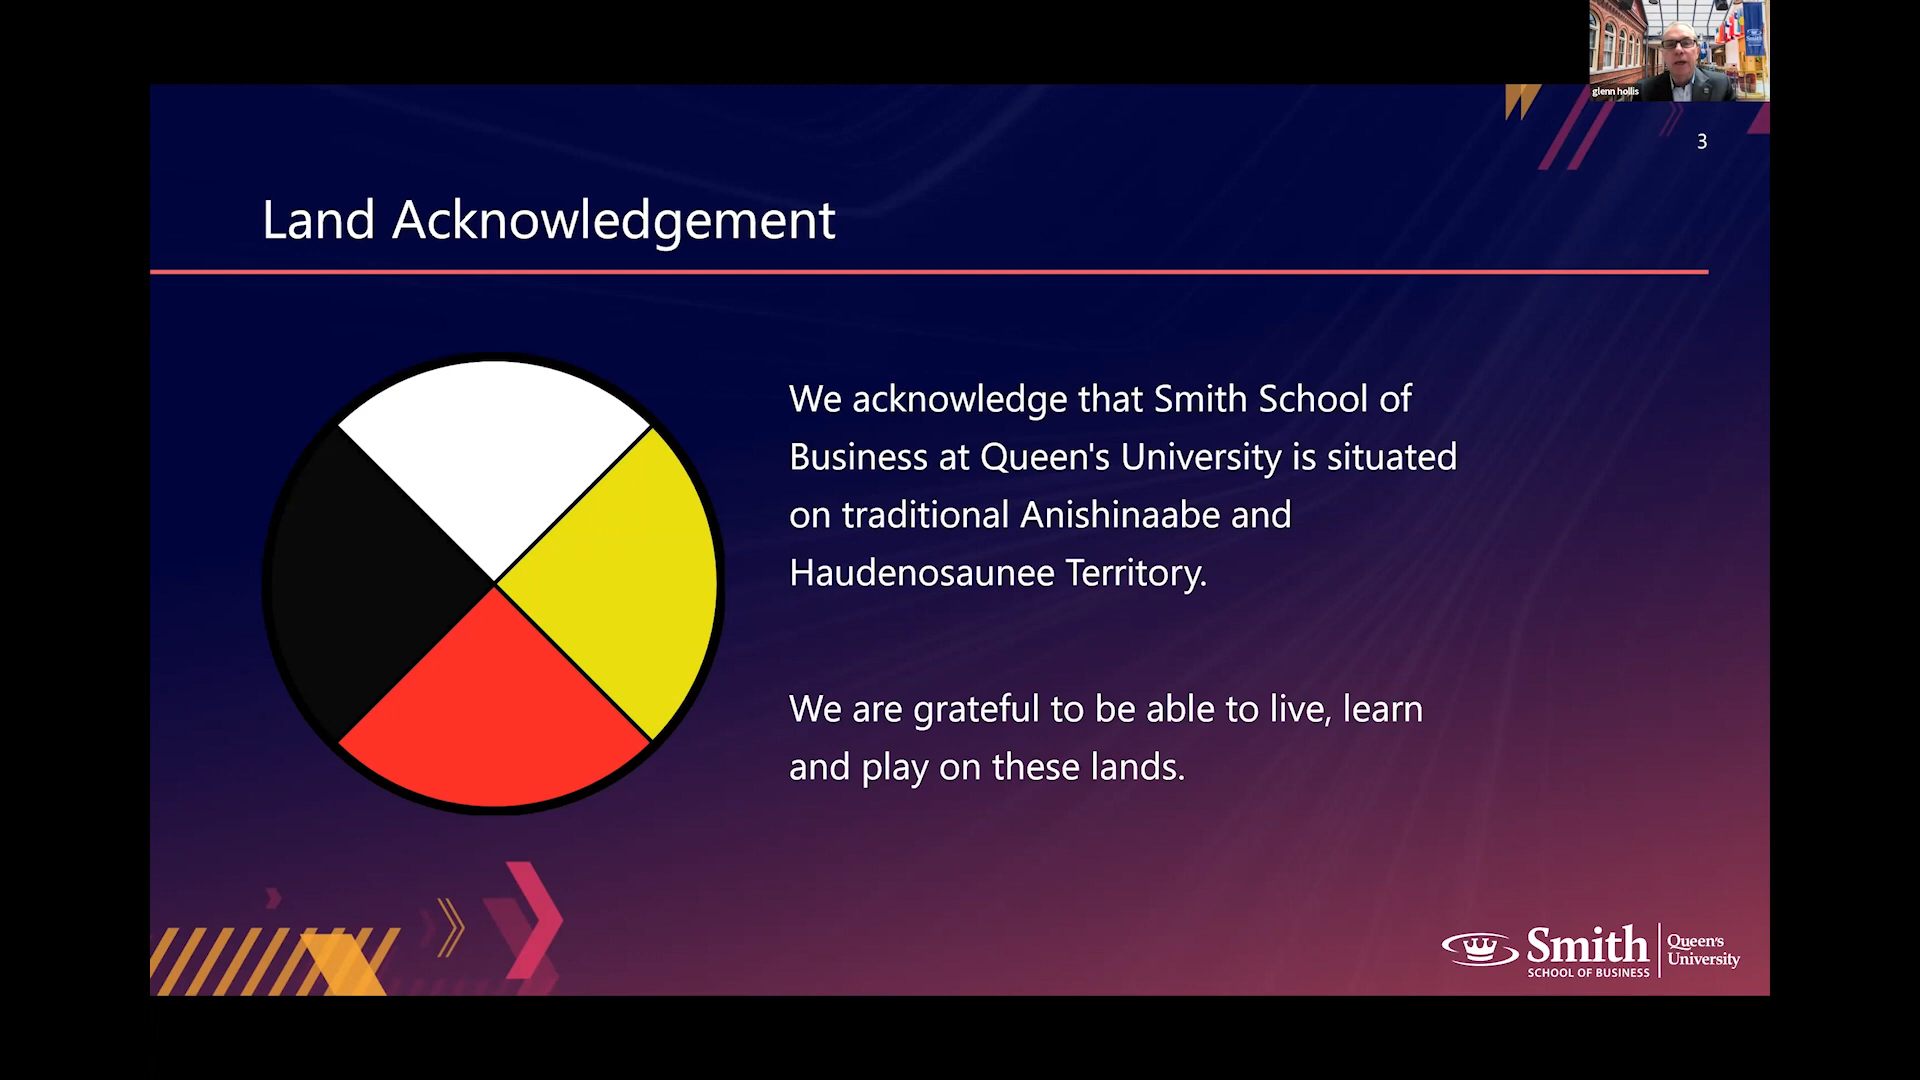 glenn hollis
3
Land Acknowledgement
We acknowledge that Smith School of
Business at Queen's University is situated
on traditional Anishinaabe and
Haudenosaunee Territory.
We are grateful to be able to live, learn
and play on these lands.
Smith
SCHOOL OF BUSINESS
Queen's
University